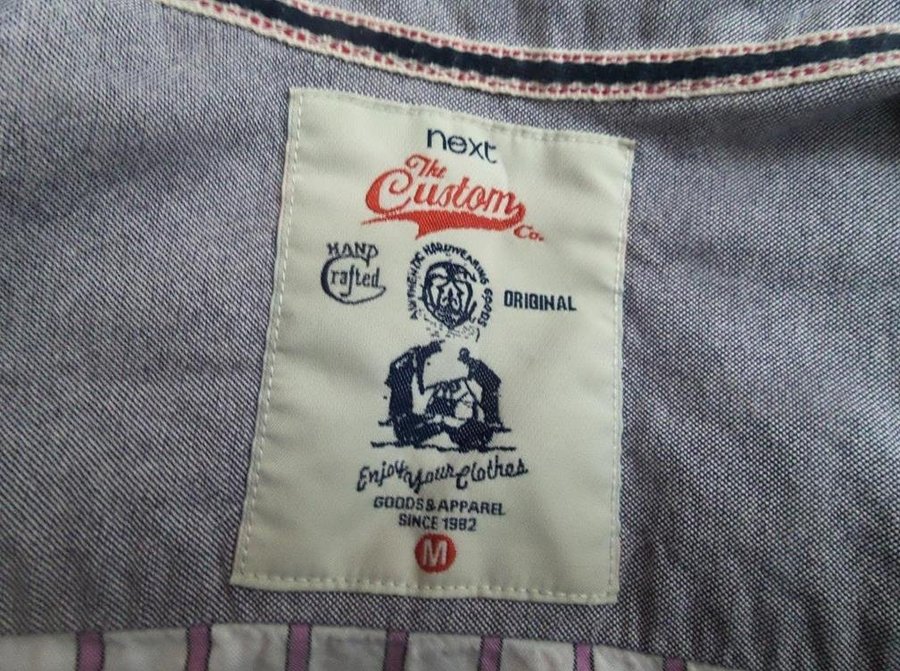 next
The
Custom
Co.
HAND
Crafted
AUTHENTIC HARDWEARING GOODS
ORIGINAL
Enjoy Your Clothes
GOODS & APPAREL
SINCE 1982
M